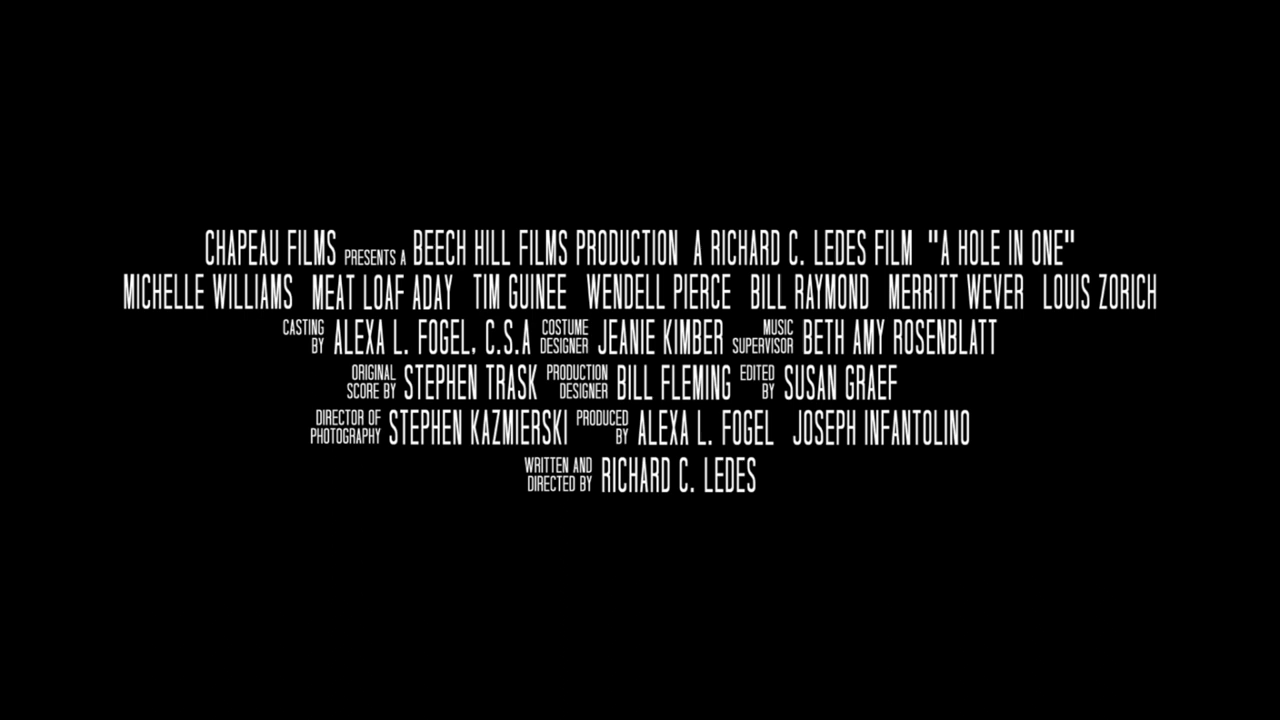 CHAPEAU FILMS PRESENTS A BEECH HILL FILMS PRODUCTION A RICHARD C. LEDES FILM "A HOLE IN ONE"
MICHELLE WILLIAMS MEAT LOAF ADAY TIM GUINEE WENDELL PIERCE BILL RAYMOND MERRITT WEVER LOUIS ZORICH
CASTING BY ALEXA L. FOGEL, C.S.A COSTUME DESIGNER JEANIE KIMBER MUSIC SUPERVISOR BETH AMY ROSENBLATT
ORIGINAL SCORE BY STEPHEN TRASK PRODUCTION DESIGNER BILL FLEMING EDITED BY SUSAN GRAEF
DIRECTOR OF PHOTOGRAPHY STEPHEN KAZMIERSKI PRODUCED BY ALEXA L. FOGEL JOSEPH INFANTOLINO
WRITTEN AND DIRECTED BY RICHARD C. LEDES